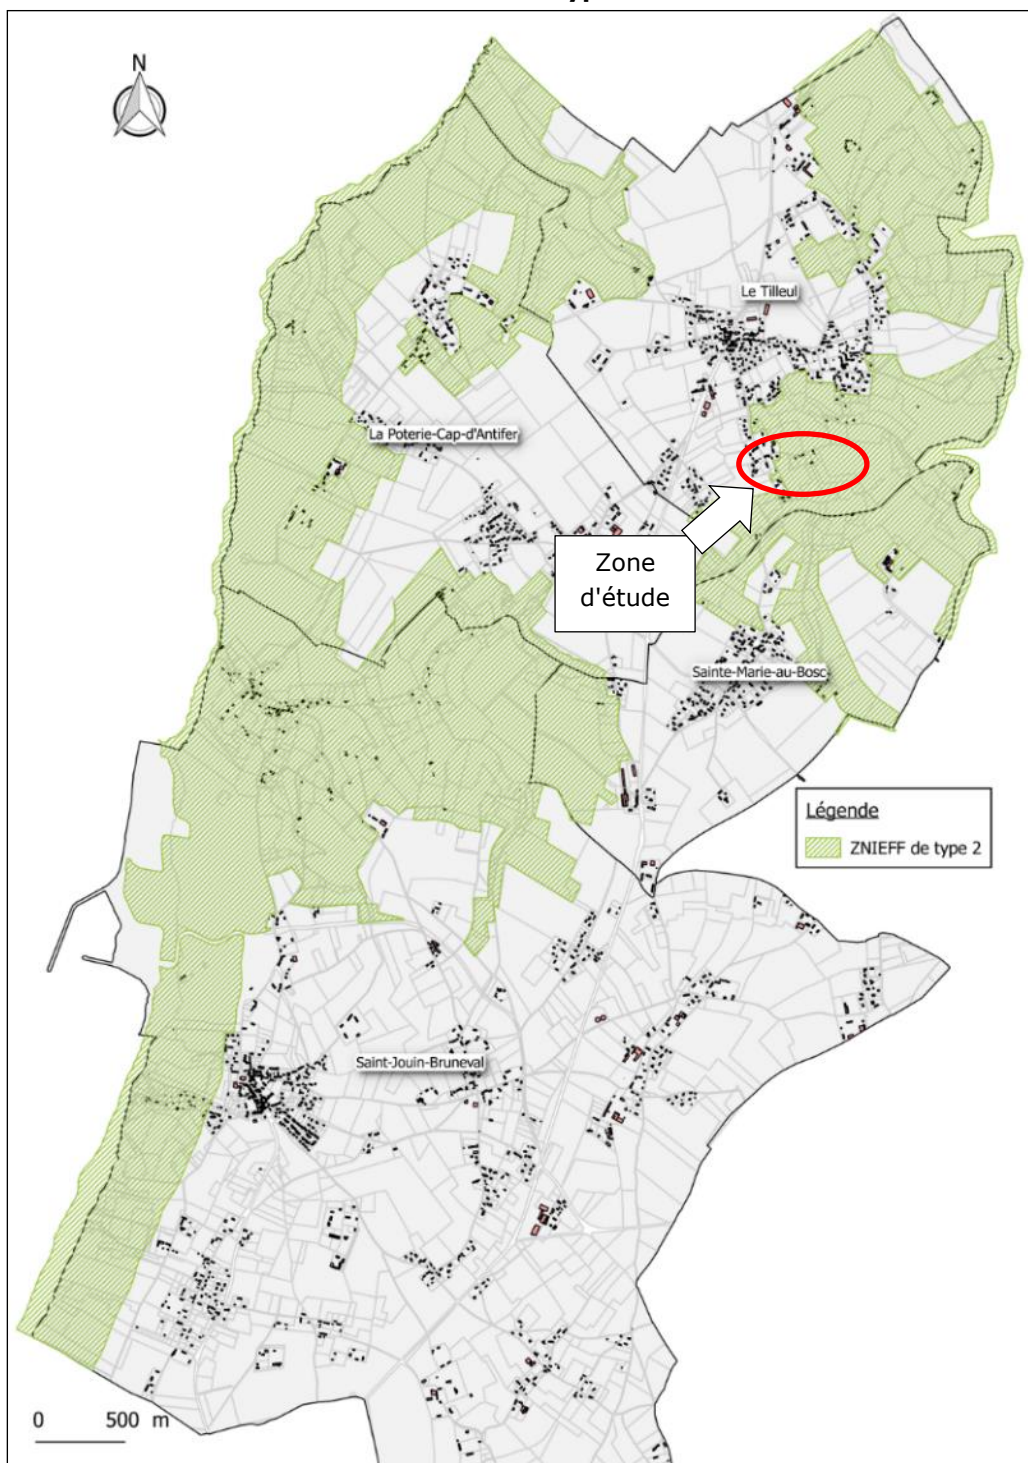 N
Le Tilleul
La Poterie-Cap-d'Antifer
Zone
d'étude
Sainte-Marie-au-Bosc
Légende
ZNIEFF de type 2
Saint-Jouin-Bruneval
0 500 m